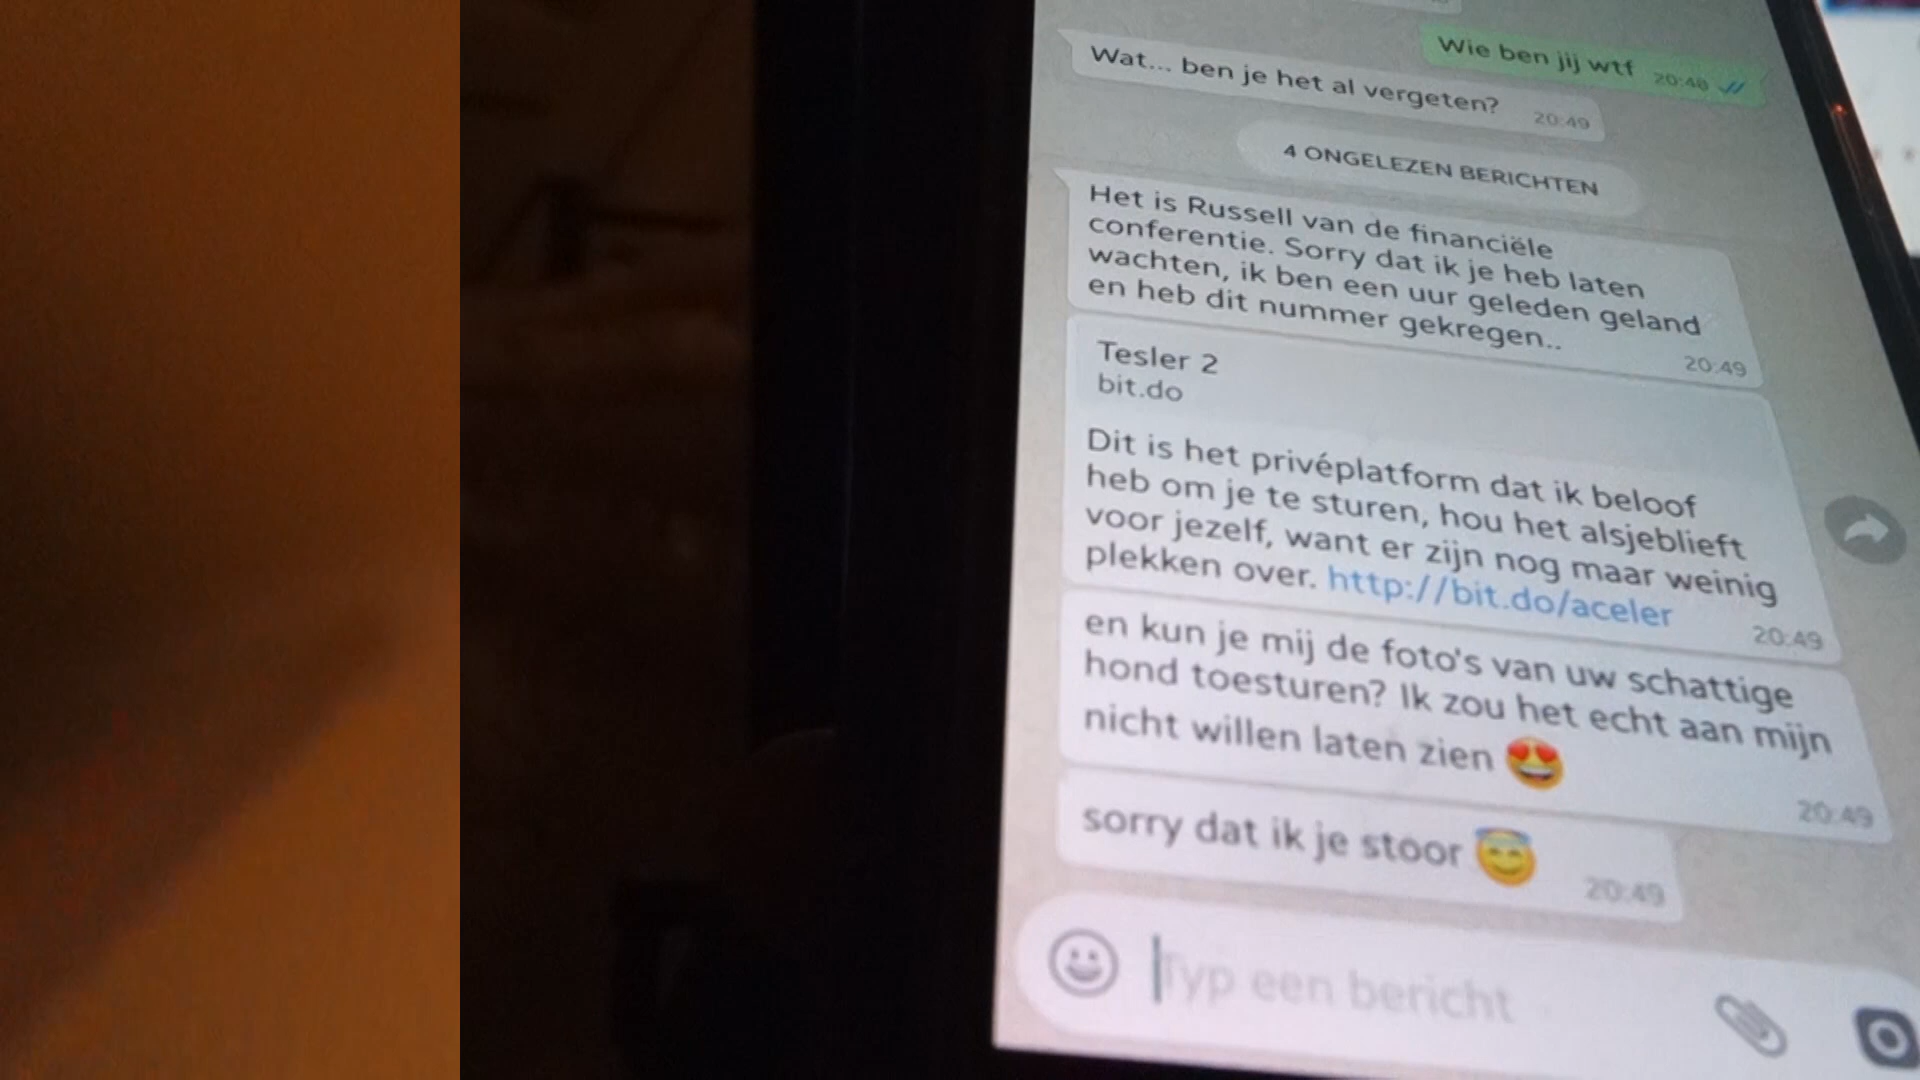 Wie ben jij wtf 20:48
Wat... ben je het al vergeten? 20:49
4 ONGELEZEN BERICHTEN
Het is Russell van de financiële
conferentie. Sorry dat ik je heb laten
wachten, ik ben een uur geleden geland
en heb dit nummer gekregen..
20:49
Tesler 2
bit.do
Dit is het privéplatform dat ik beloof
heb om je te sturen, hou het alsjeblieft
voor jezelf, want er zijn nog maar weinig
plekken over. http://bit.do/aceler
20:49
en kun je mij de foto's van uw schattige
hond toesturen? Ik zou het echt aan mijn
nicht willen laten zien 😍
20:49
sorry dat ik je stoor 😇 20:49
Typ een bericht